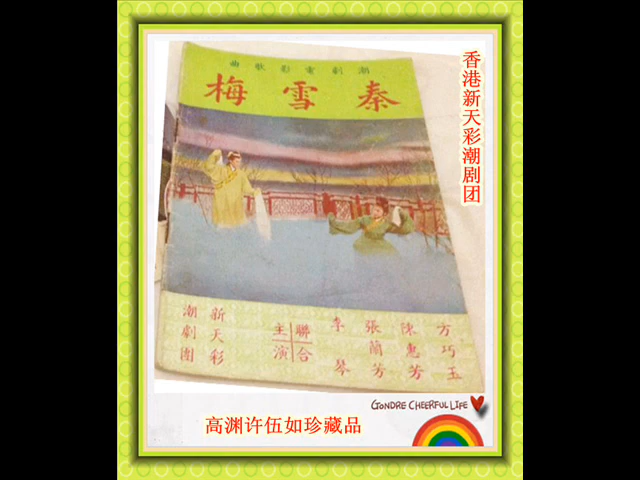 香港新天彩潮剧团
潮劇電影歌曲
秦雪梅
方巧玉
陳惠芳
張蘭芳
李琴
聯合
主演
新天彩
潮劇團
GONDRE CHEERFUL LIFE
高渊许伍如珍藏品